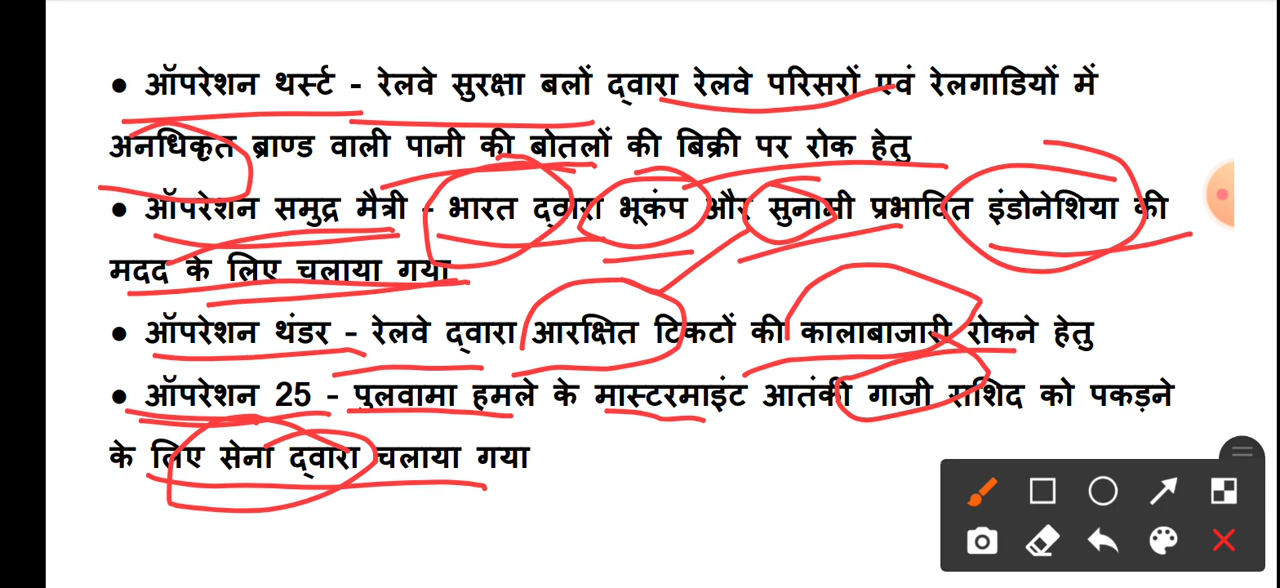 ● ऑपरेशन थर्स्ट - रेलवे सुरक्षा बलों द्वारा रेलवे परिसरों एवं रेलगाडियों में
अनधिकृत ब्राण्ड वाली पानी की बोतलों की बिक्री पर रोक हेतु
● ऑपरेशन समुद्र मैत्री - भारत द्वारा भूकंप और सुनामी प्रभावित इंडोनेशिया की
मदद के लिए चलाया गया
● ऑपरेशन थंडर – रेलवे द्वारा आरक्षित टिकटों की कालाबाजारी रोकने हेतु
● ऑपरेशन 25 – पुलवामा हमले के मास्टरमाइंट आतंकी गाजी राशिद को पकड़ने
के लिए सेना द्वारा चलाया गया